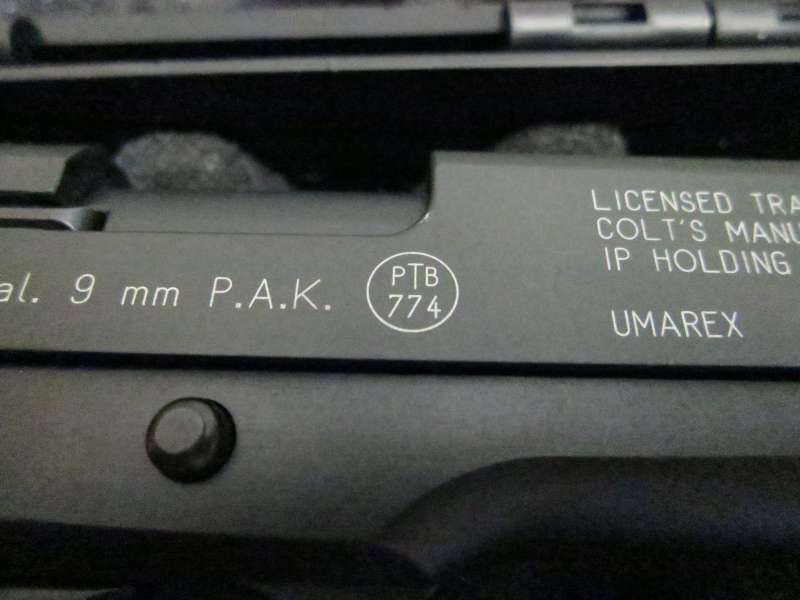 al. 9 mm P.A.K.
PTB
774
LICENSED TRA
COLT'S MANU
IP HOLDING
UMAREX